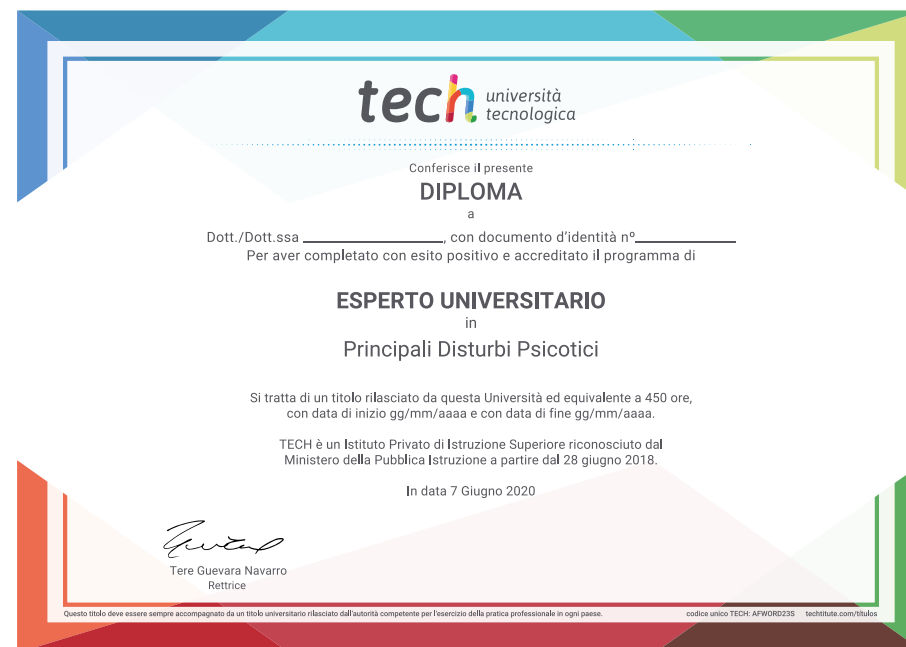 tech università
tecnologica
Conferisce il presente
DIPLOMA
a
Dott./Dott.ssa ____________________, con documento d'identità nº______________
Per aver completato con esito positivo e accreditato il programma di
ESPERTO UNIVERSITARIO
in
Principali Disturbi Psicotici
Si tratta di un titolo rilasciato da questa Università ed equivalente a 450 ore,
con data di inizio gg/mm/aaaa e con data di fine gg/mm/aaaa.
TECH è un Istituto Privato di Istruzione Superiore riconosciuto dal
Ministero della Pubblica Istruzione a partire dal 28 giugno 2018.
In data 7 Giugno 2020
Tere Guevara Navarro
Rettrice
Questo titolo deve essere sempre accompagnato da un titolo universitario rilasciato dall'autorità competente per l'esercizio della pratica professionale in ogni paese.
codice unico TECH: AFWORD23S techtitute.com/titulos